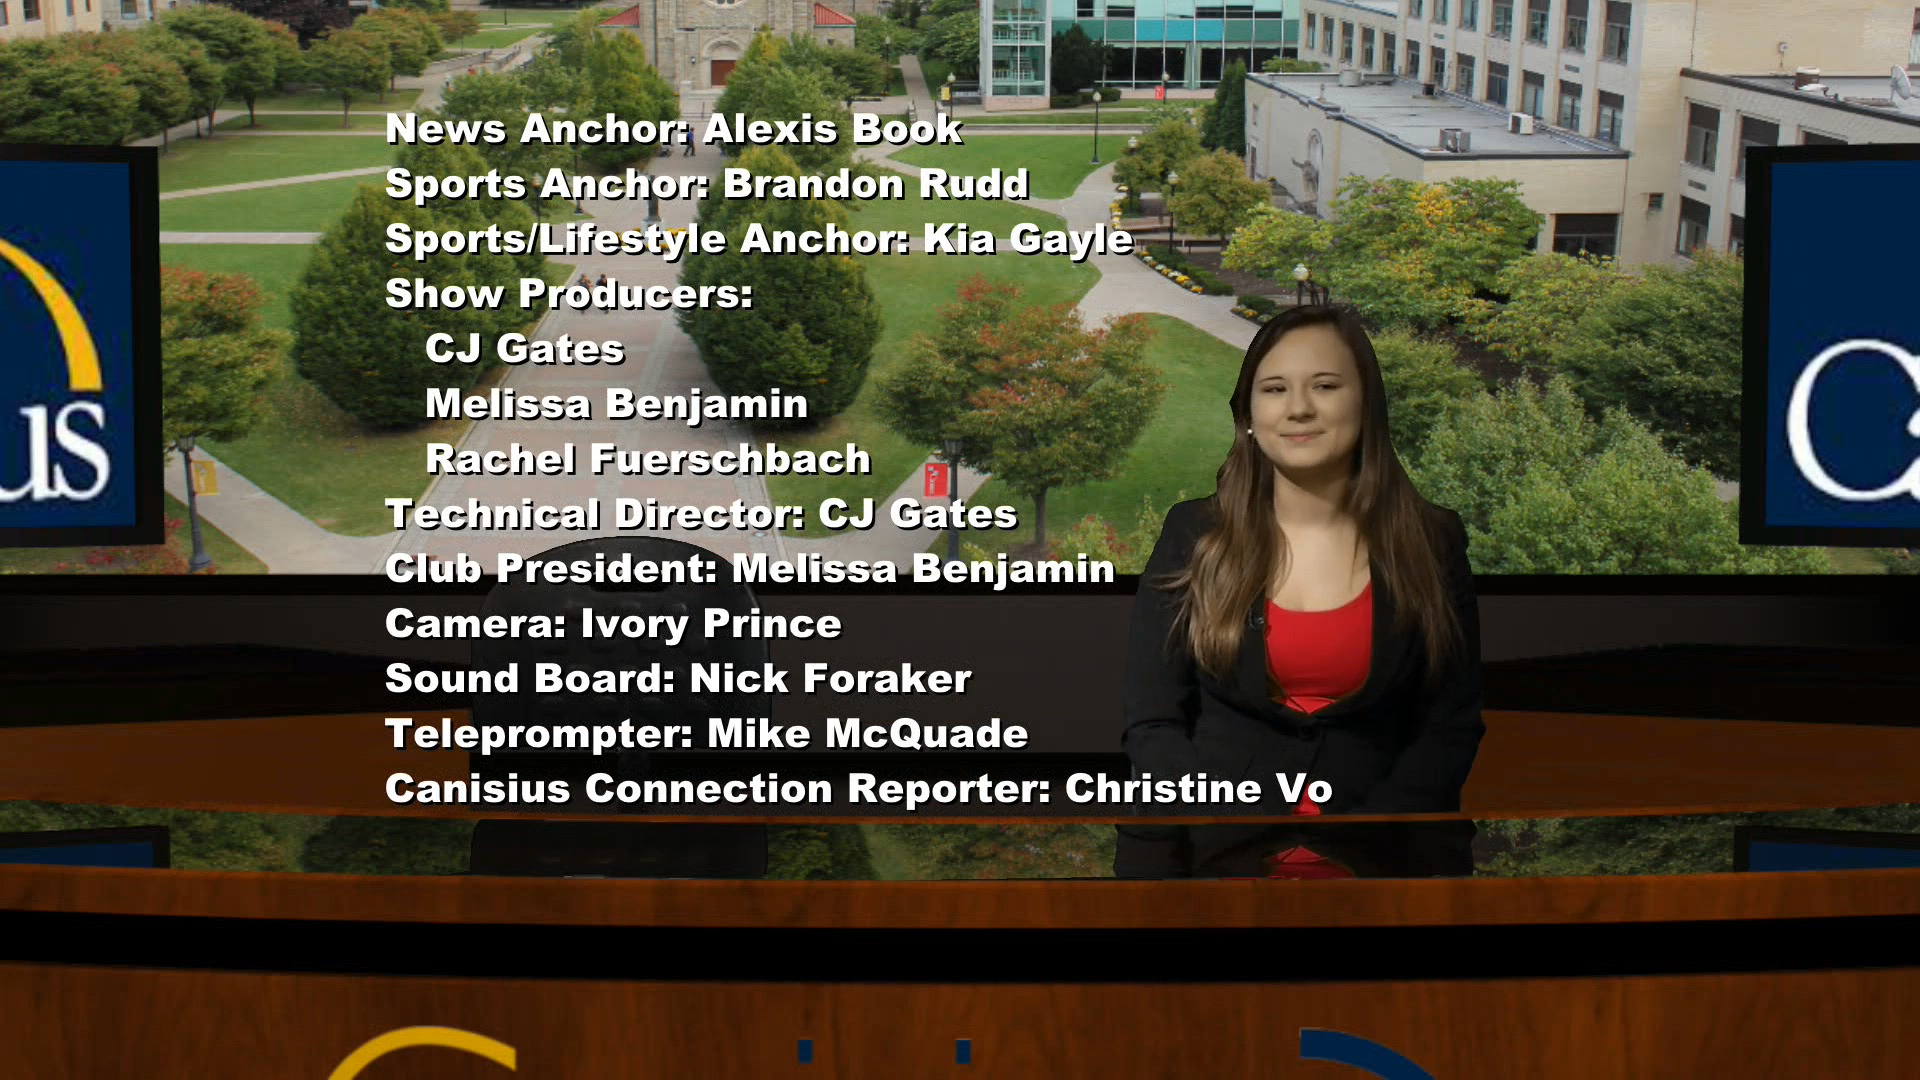 News Anchor: Alexis Book
Sports Anchor: Brandon Rudd
Sports/Lifestyle Anchor: Kia Gayle
Show Producers:
CJ Gates
Melissa Benjamin
Rachel Fuerschbach
Technical Director: CJ Gates
Club President: Melissa Benjamin
Camera: Ivory Prince
Sound Board: Nick Foraker
Teleprompter: Mike McQuade
Canisius Connection Reporter: Christine Vo
us
Ca